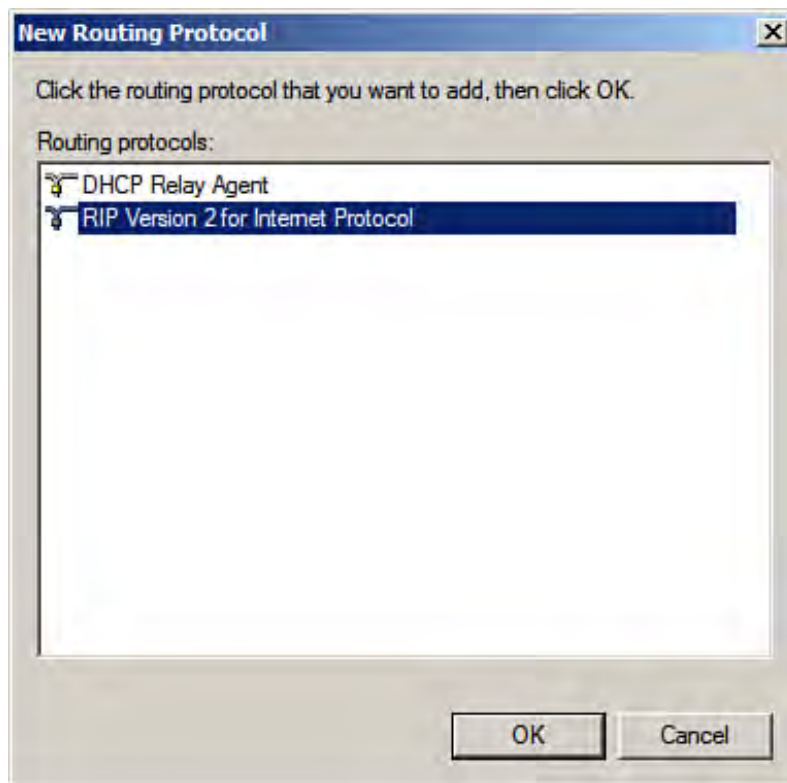 New Routing Protocol
Click the routing protocol that you want to add, then click OK.
Routing protocols:
DHCP Relay Agent
RIP Version 2 for Internet Protocol
OK
Cancel